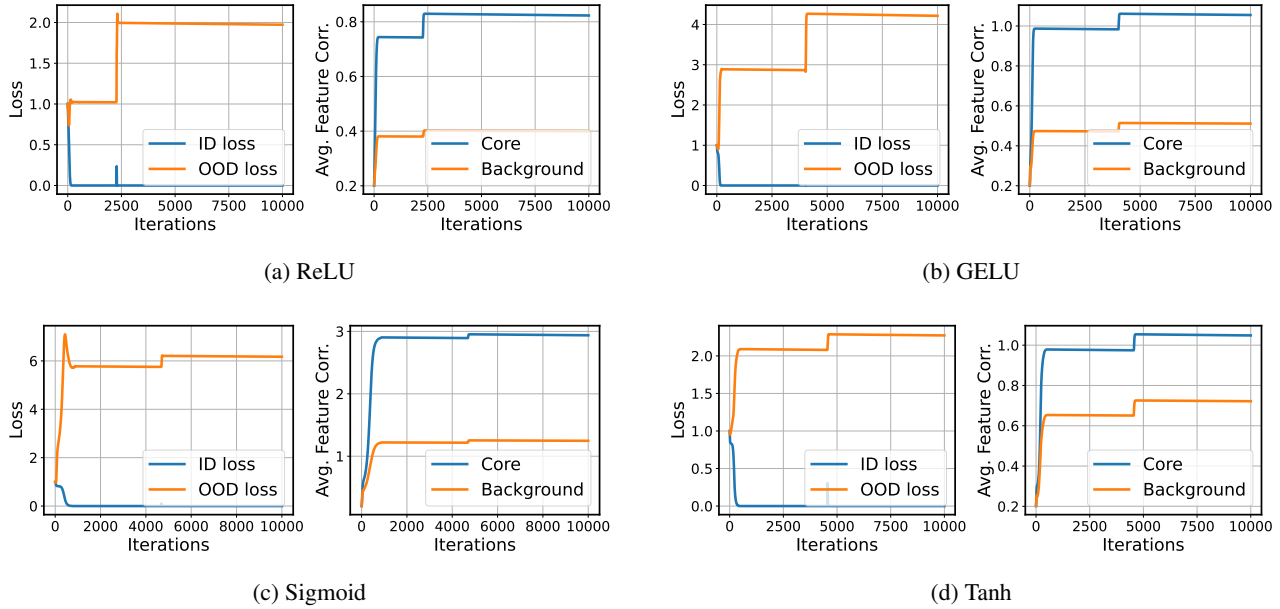 2.0
1.5
1.0
0.5
0.0
Loss
ID loss
OOD loss
0 2500 5000 7500 10000
Iterations
0.8
0.6
0.4
0.2
Avg. Feature Corr.
Core
Background
0 2500 5000 7500 10000
Iterations
(a) ReLU
4
3
2
1
0
Loss
ID loss
OOD loss
0 2500 5000 7500 10000
Iterations
1.0
0.8
0.6
0.4
0.2
Avg. Feature Corr.
Core
Background
0 2500 5000 7500 10000
Iterations
(b) GELU
6
4
2
0
Loss
ID loss
OOD loss
0 2000 4000 6000 8000 10000
Iterations
3
2
1
Avg. Feature Corr.
Core
Background
0 2000 4000 6000 8000 10000
Iterations
(c) Sigmoid
2.0
1.5
1.0
0.5
0.0
Loss
ID loss
OOD loss
0 2500 5000 7500 10000
Iterations
1.0
0.8
0.6
0.4
0.2
Avg. Feature Corr.
Core
Background
0 2500 5000 7500 10000
Iterations
(d) Tanh